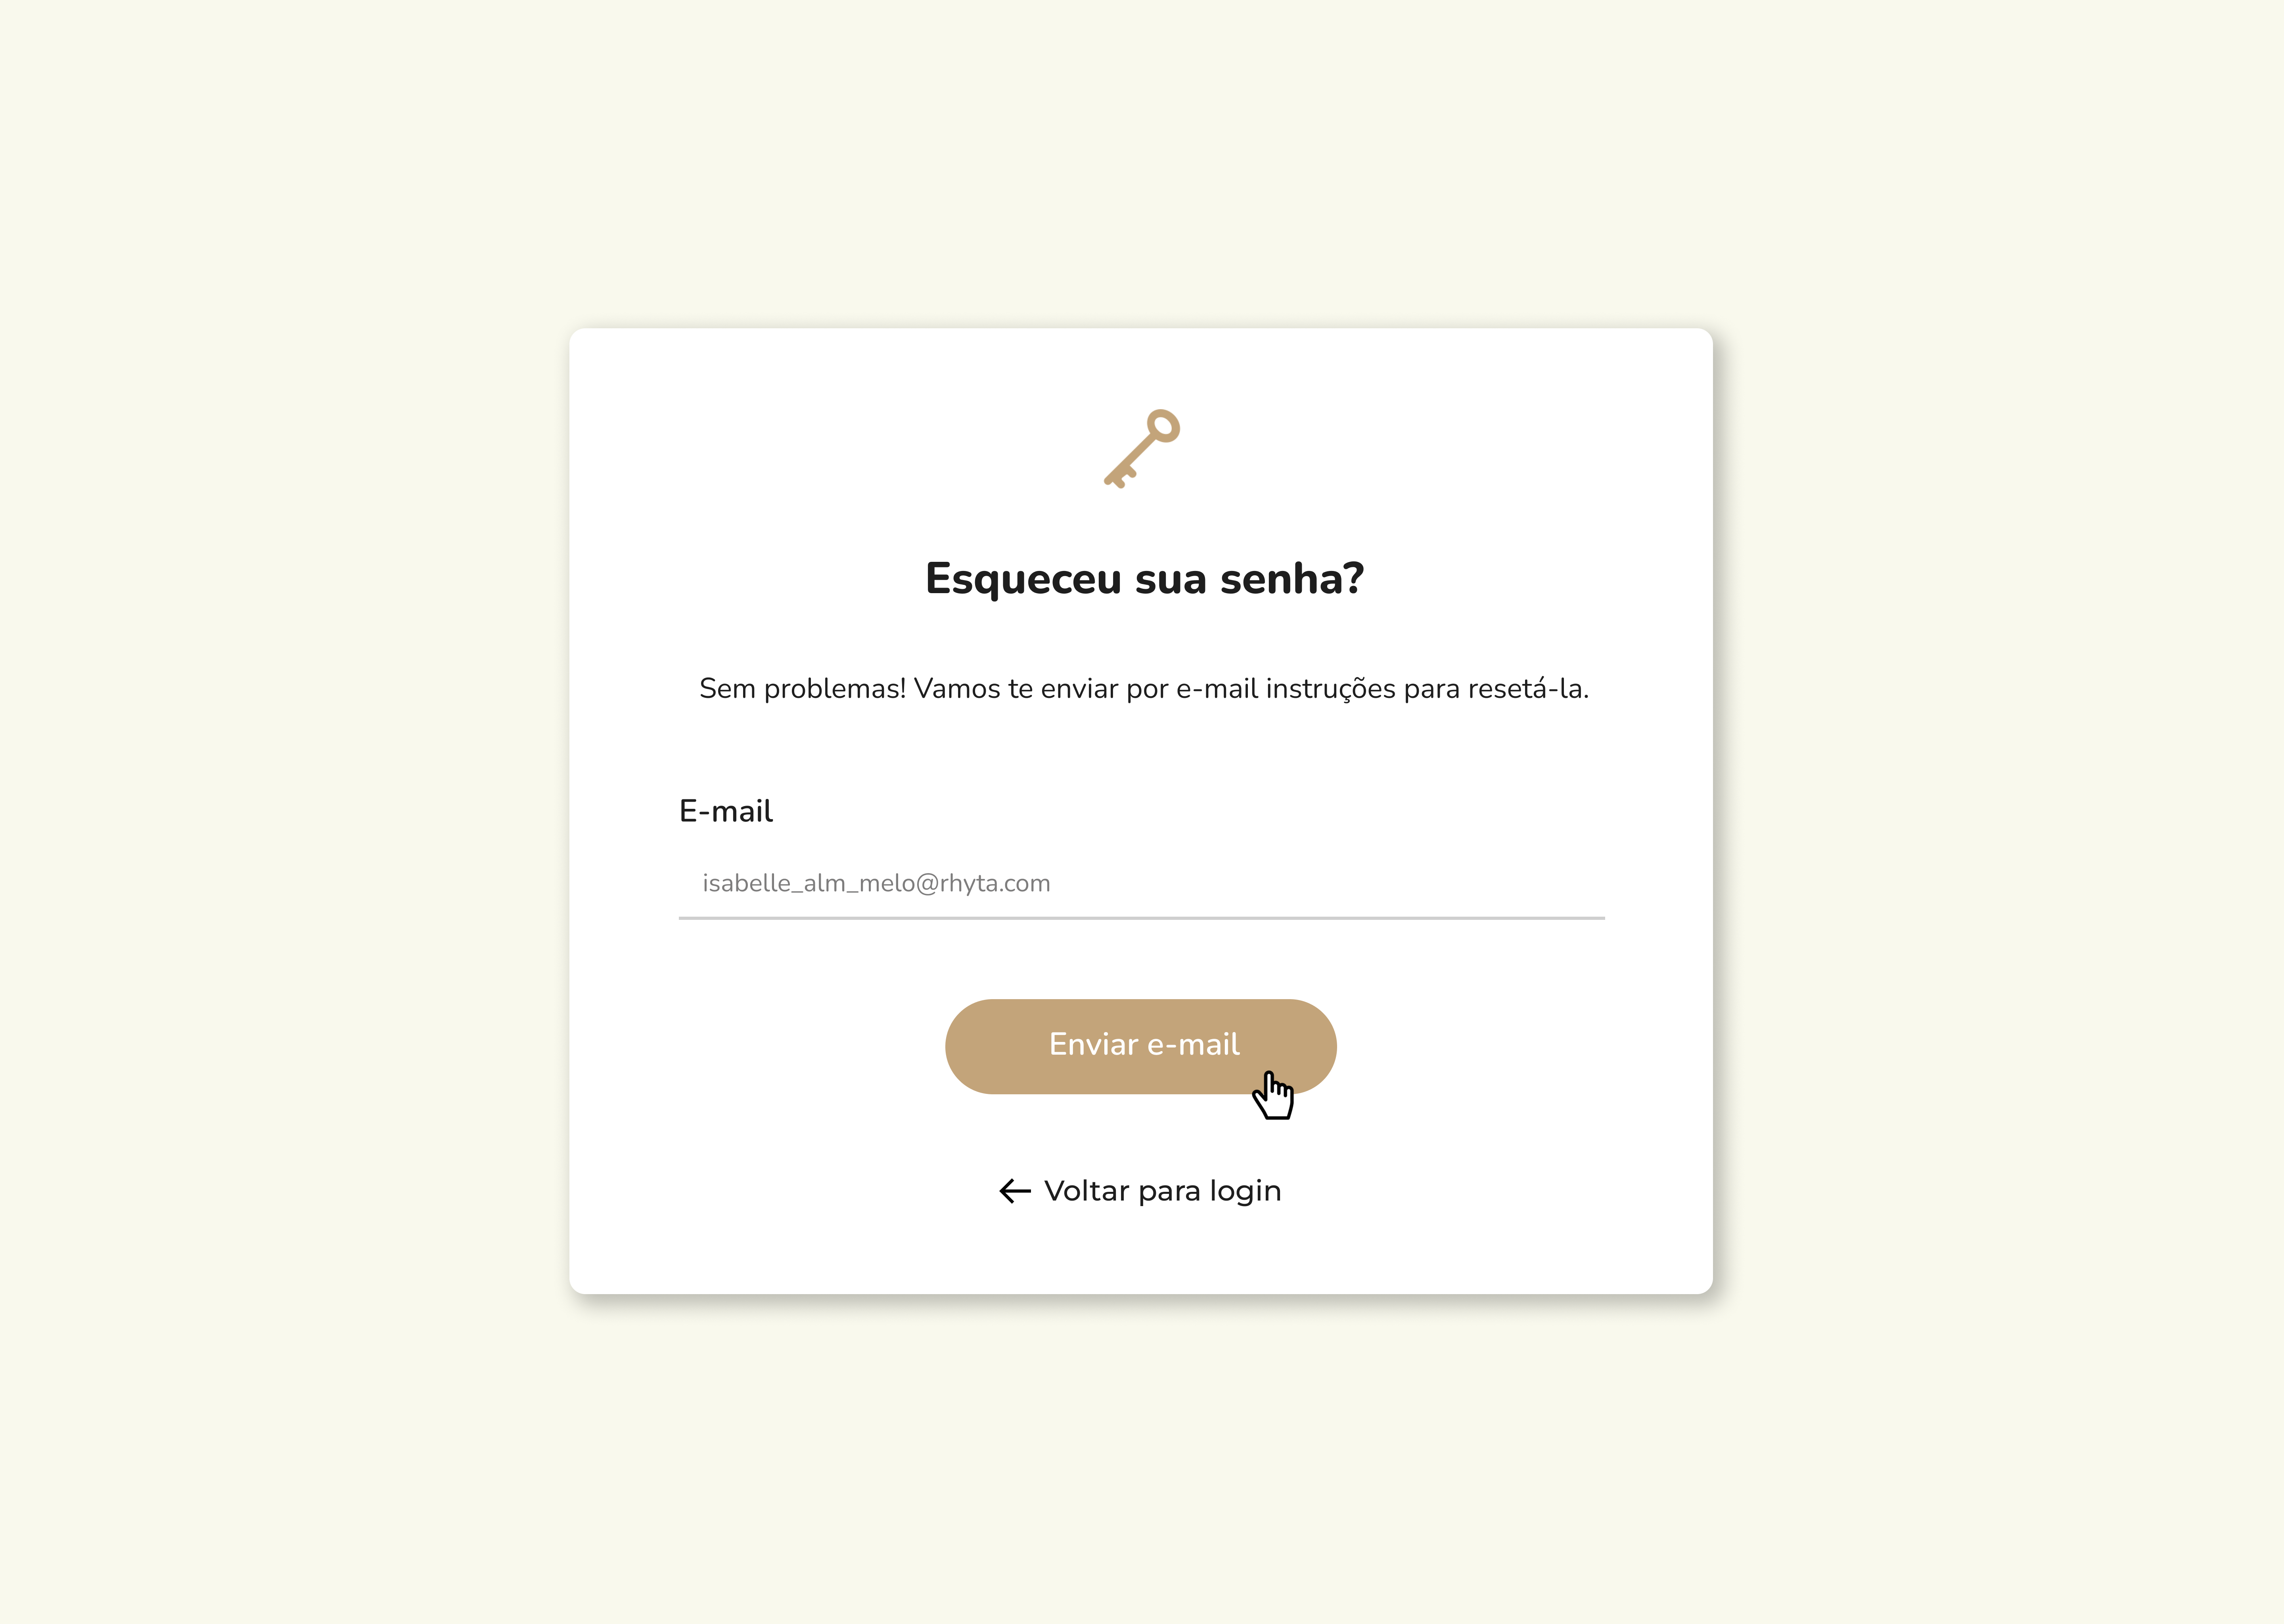 Esqueceu sua senha?
Sem problemas! Vamos te enviar por e-mail instruções para resetá-la.
E-mail
isabelle_alm_melo@rhyta.com
Enviar e-mail
Voltar para login